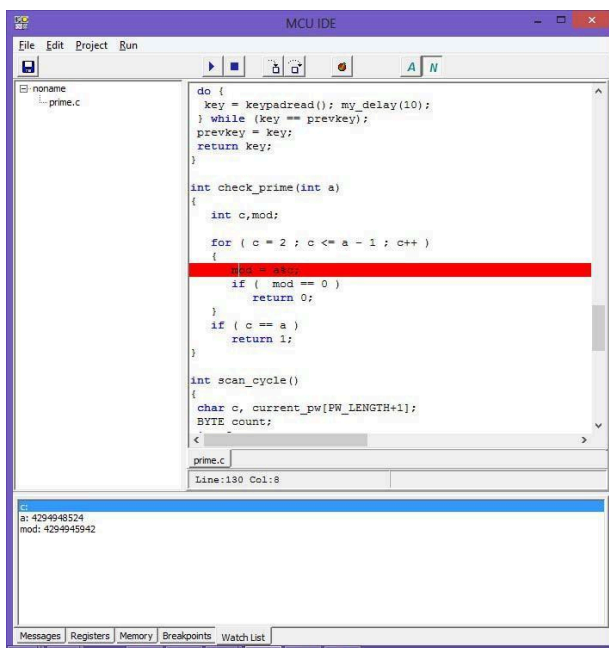 MCU IDE
File Edit Project Run
A N
noname
prime.c
do {
key = keypadread(); my_delay(10);
} while (key == prevkey);
prevkey = key;
return key;
}
int check_prime(int a)
{
int c,mod;
for ( c = 2 ; c <= a - 1 ; c++ )
{
mod = a%c;
if ( mod == 0 )
return 0;
}
if ( c == a )
return 1;
}
int scan_cycle()
{
char c, current_pw[PW_LENGTH+1];
BYTE count;
prime.c
Line:130 Col:8
c:
a: 4294948524
mod: 4294945942
Messages Registers Memory Breakpoints Watch List